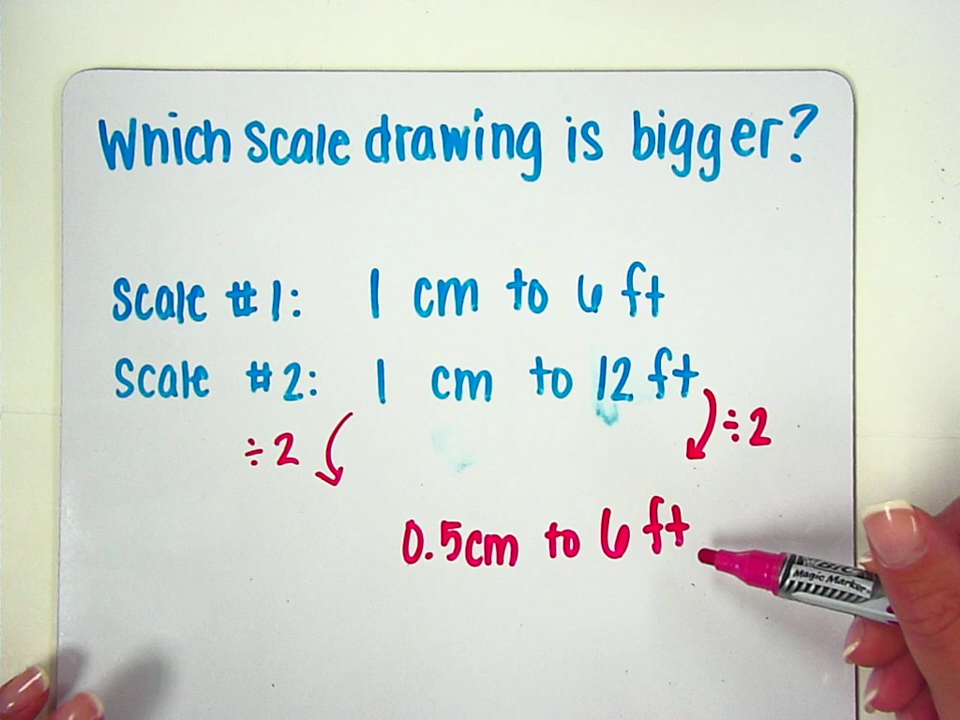 Which scale drawing is bigger?
Scale #1: 1 cm to 6 ft
Scale #2: 1 cm to 12 ft
÷2 ÷2
0.5cm to 6 ft
BIC
Magic Marker